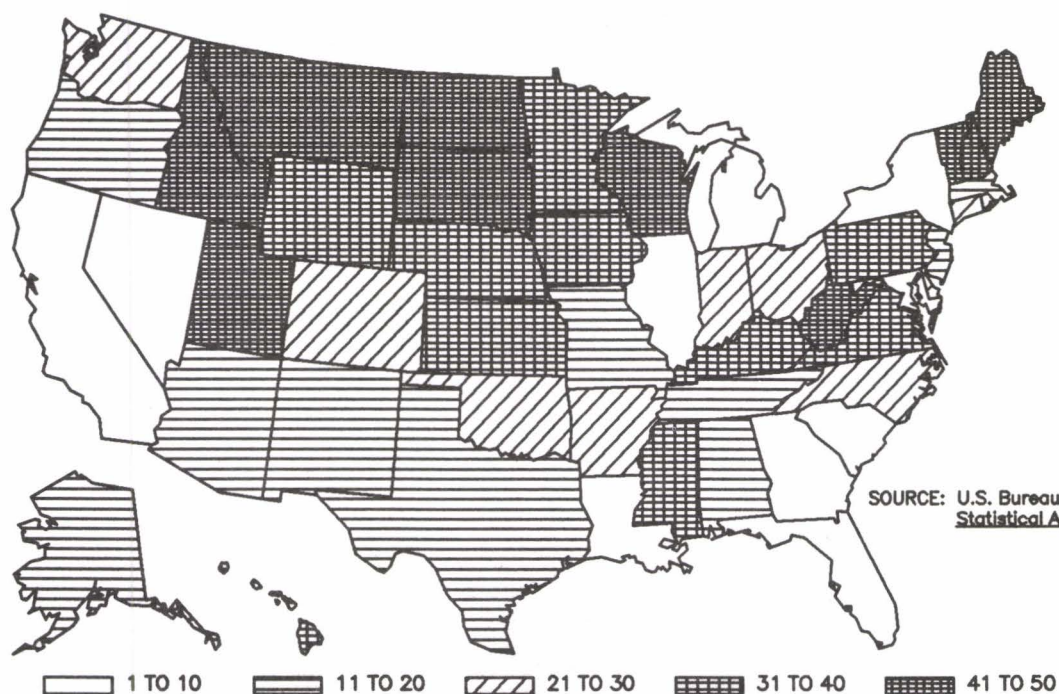 SOURCE: U.S. Bureau
Statistical A
1 TO 10 11 TO 20 21 TO 30 31 TO 40 41 TO 50